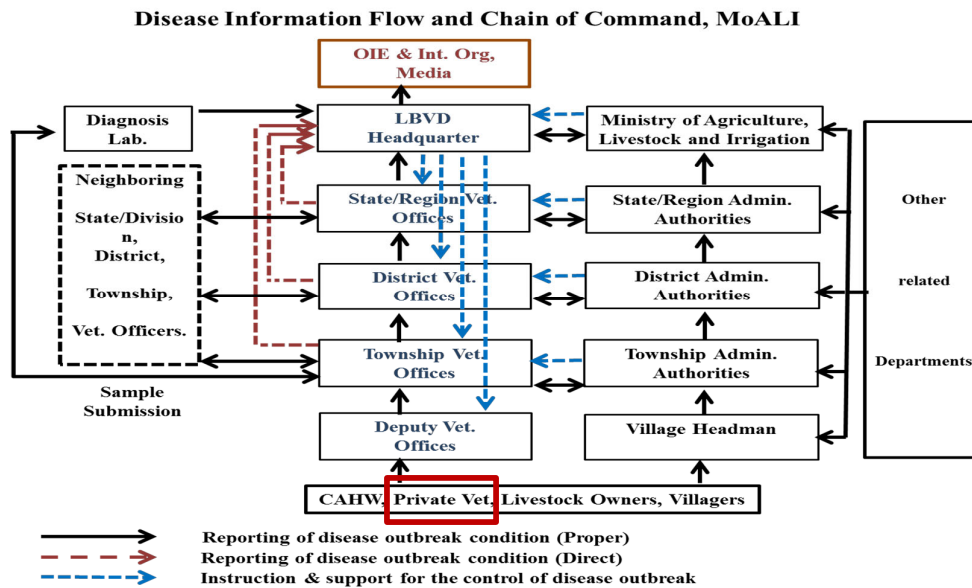 Disease Information Flow and Chain of Command, MoALI
OIE & Int. Org,
Media
Diagnosis
Lab.
LBVD
Headquarter
Ministry of Agriculture,
Livestock and Irrigation
Neighboring
State/Divisio
n,
District,
Township,
Vet. Officers.
State/Region Vet.
Offices
State/Region Admin.
Authorities
Other
related
Departments
District Vet.
Offices
District Admin.
Authorities
Township Vet.
Offices
Township Admin.
Authorities
Sample
Submission
Deputy Vet.
Offices
Village Headman
CAHW, Private Vet, Livestock Owners, Villagers
Reporting of disease outbreak condition (Proper)
Reporting of disease outbreak condition (Direct)
Instruction & support for the control of disease outbreak